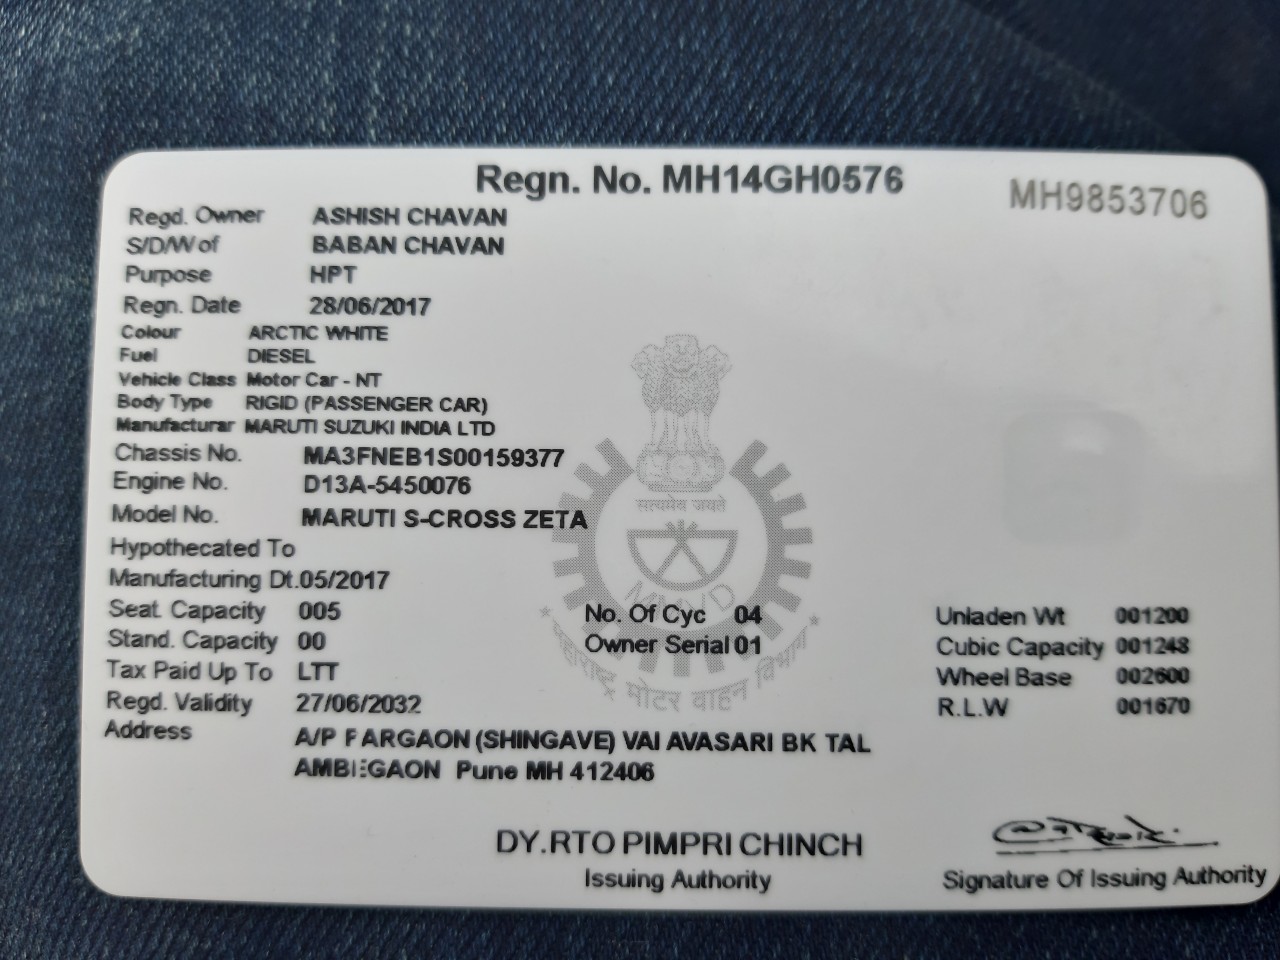 Regn. No. MH14GH0576
MH9853706
Regd. Owner ASHISH CHAVAN
S/D/W of BABAN CHAVAN
Purpose HPT
Regn. Date 28/06/2017
Colour ARCTIC WHITE
Fuel DIESEL
Vehicle Class Motor Car - NT
Body Type RIGID (PASSENGER CAR)
Manufacturar MARUTI SUZUKI INDIA LTD
Chassis No. MA3FNEB1S00159377
Engine No. D13A-5450076
Model No. MARUTI S-CROSS ZETA
Hypothecated To
Manufacturing Dt.05/2017
Seat. Capacity 005 No. Of Cyc 04 Unladen Wt 001200
Stand. Capacity 00 Owner Serial 01 Cubic Capacity 001248
Tax Paid Up To LTT Wheel Base 002600
Regd. Validity 27/06/2032 R.L.W 001670
Address A/P PARGAON (SHINGAVE) VAI AVASARI BK TAL
AMBEGAON Pune MH 412406
सत्यमेव जयते
MMVD
महाराष्ट्र मोटर वाहन विभाग
DY.RTO PIMPRI CHINCH
Issuing Authority
Signature Of Issuing Authority